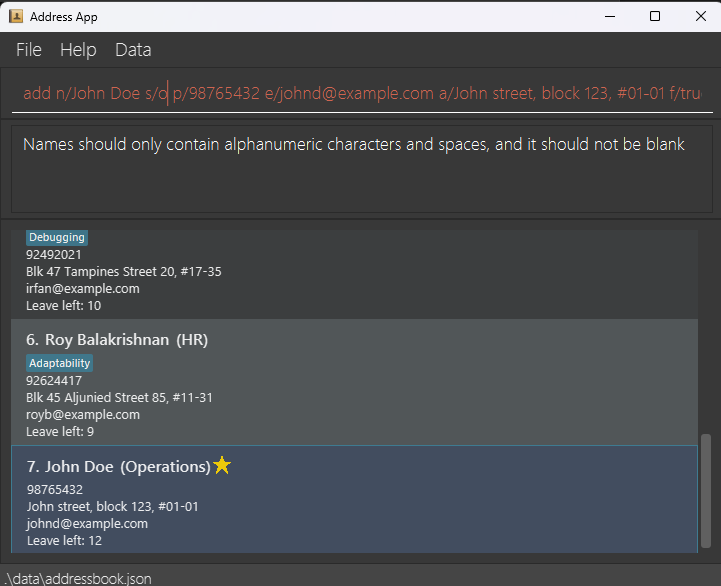 Address App
File Help Data
add n/John Doe s/o p/98765432 e/johnd@example.com a/John street, block 123, #01-01 f/tru
Names should only contain alphanumeric characters and spaces, and it should not be blank
Debugging
92492021
Blk 47 Tampines Street 20, #17-35
irfan@example.com
Leave left: 10
6. Roy Balakrishnan (HR)
Adaptability
92624417
Blk 45 Aljunied Street 85, #11-31
royb@example.com
Leave left: 9
7. John Doe (Operations)
98765432
John street, block 123, #01-01
johnd@example.com
Leave left: 12
.\data\addressbook.json